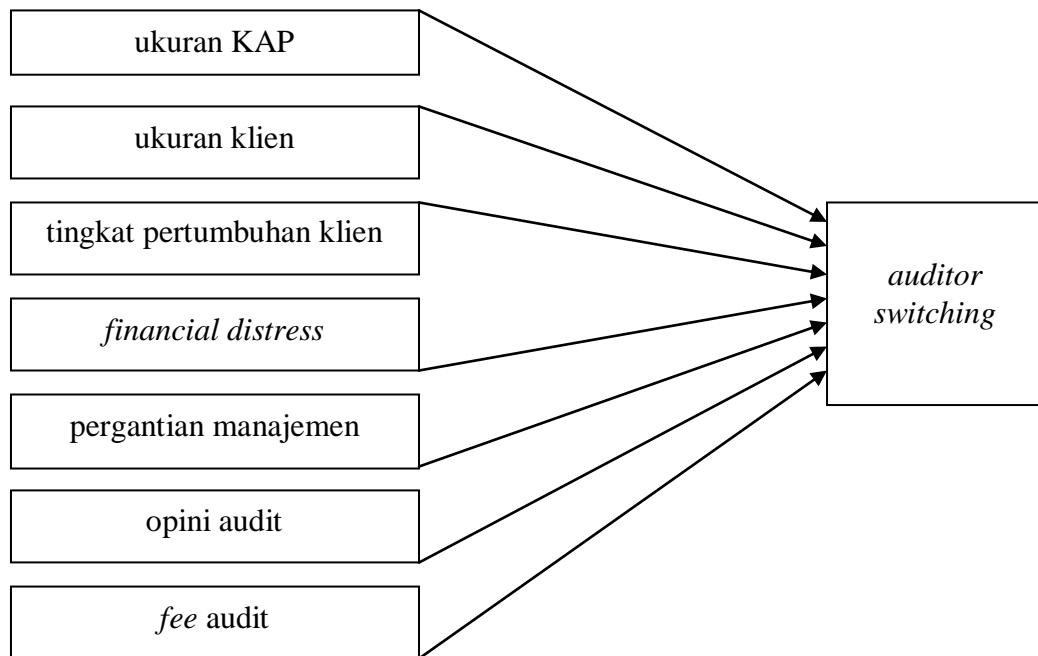 ukuran KAP
ukuran klien
tingkat pertumbuhan klien
financial distress
pergantian manajemen
opini audit
fee audit
auditor
switching